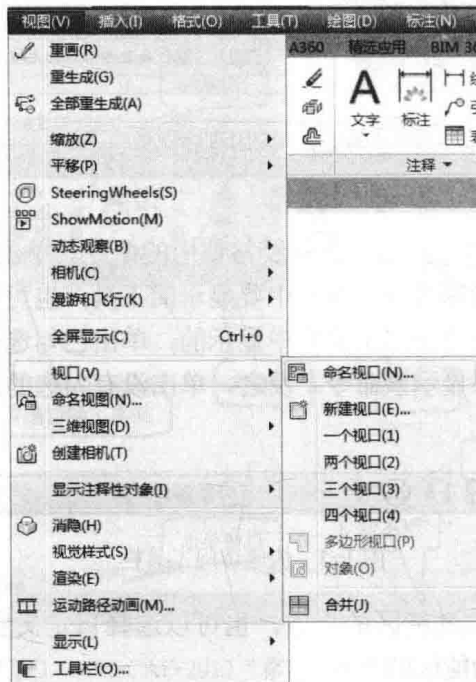 视图(V) 插入(I) 格式(O) 工具(T) 绘图(D) 标注(N)
A360 精选应用 BIM 36
文字
标注
注释
重画(R)
重生成(G)
全部重生成(A)
缩放(Z)
平移(P)
SteeringWheels(S)
ShowMotion(M)
动态观察(B)
相机(C)
漫游和飞行(K)
全屏显示(C) Ctrl+0
视口(V)
命名视图(N)...
三维视图(D)
创建相机(T)
显示注释性对象(I)
消隐(H)
视觉样式(S)
渲染(E)
运动路径动画(M)...
显示(L)
工具栏(O)...
命名视口(N)...
新建视口(E)...
一个视口(1)
两个视口(2)
三个视口(3)
四个视口(4)
多边形视口(P)
对象(O)
合并(J)